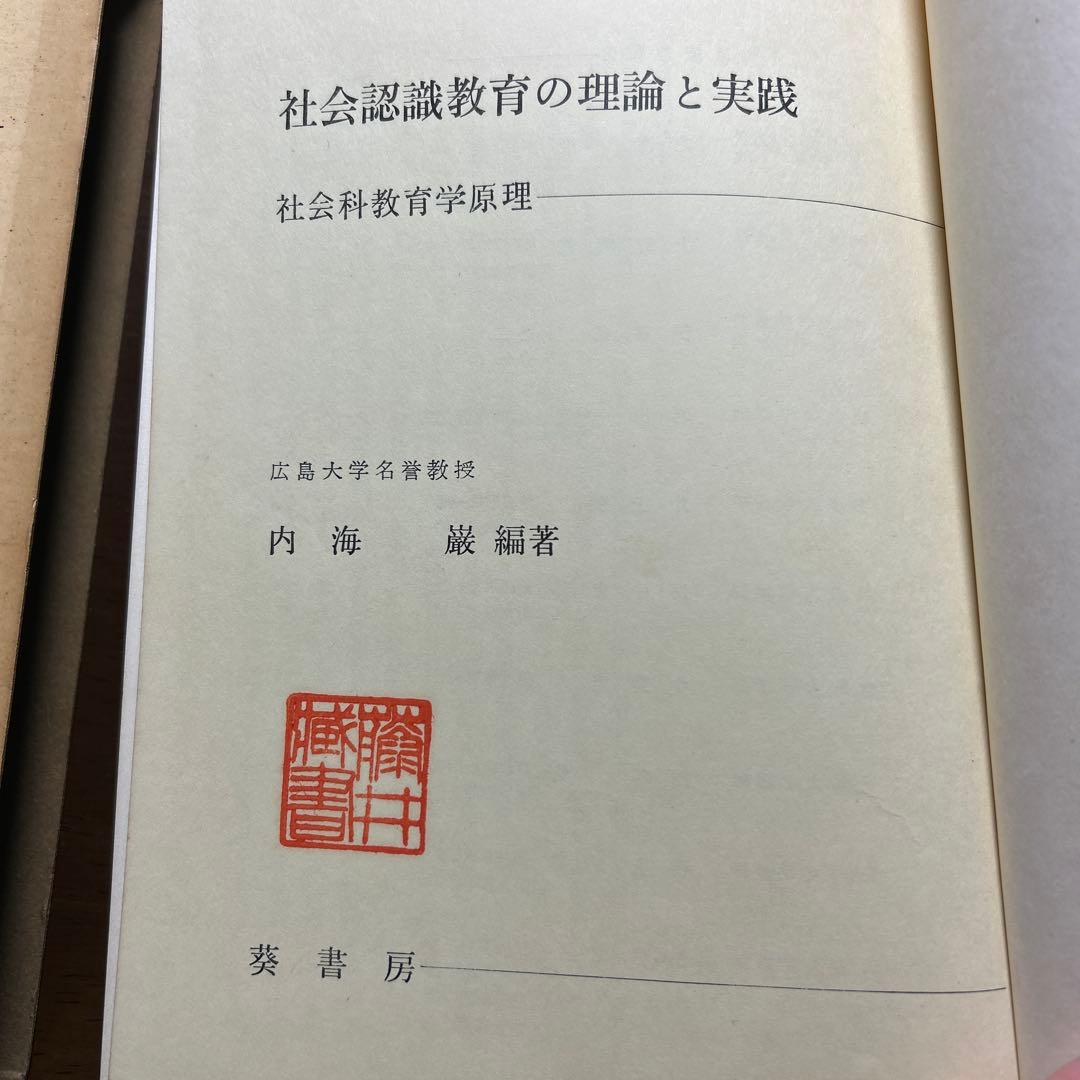 社会認識教育の理論と実践
社会科教育学原理
広島大学名誉教授
内海 巌 編著
藤井
蔵書
葵書房